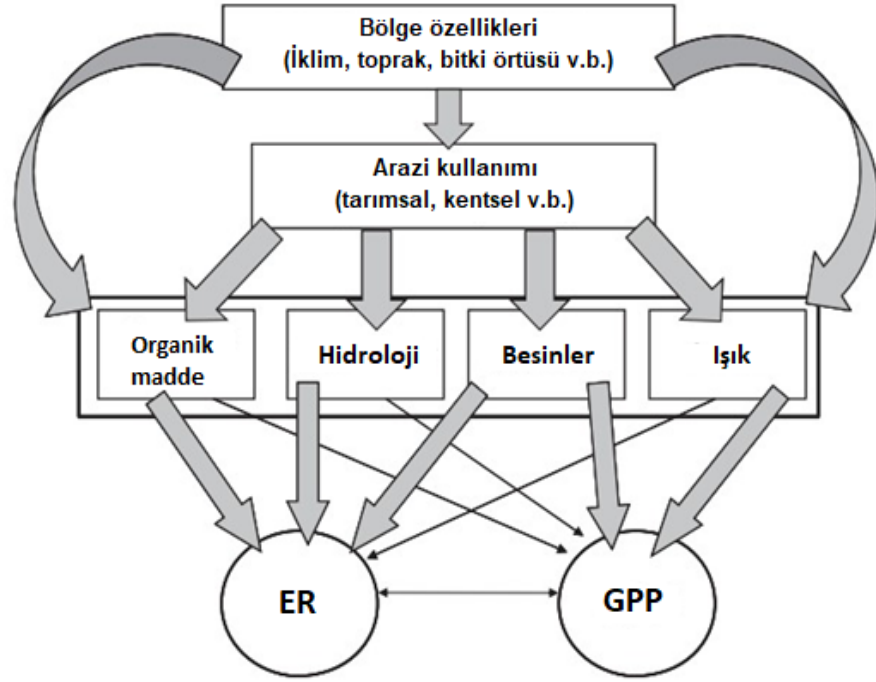 Bölge özellikleri
(İklim, toprak, bitki örtüsü v.b.)
Arazi kullanımı
(tarımsal, kentsel v.b.)
Organik
madde
Hidroloji
Besinler
Işık
ER
GPP